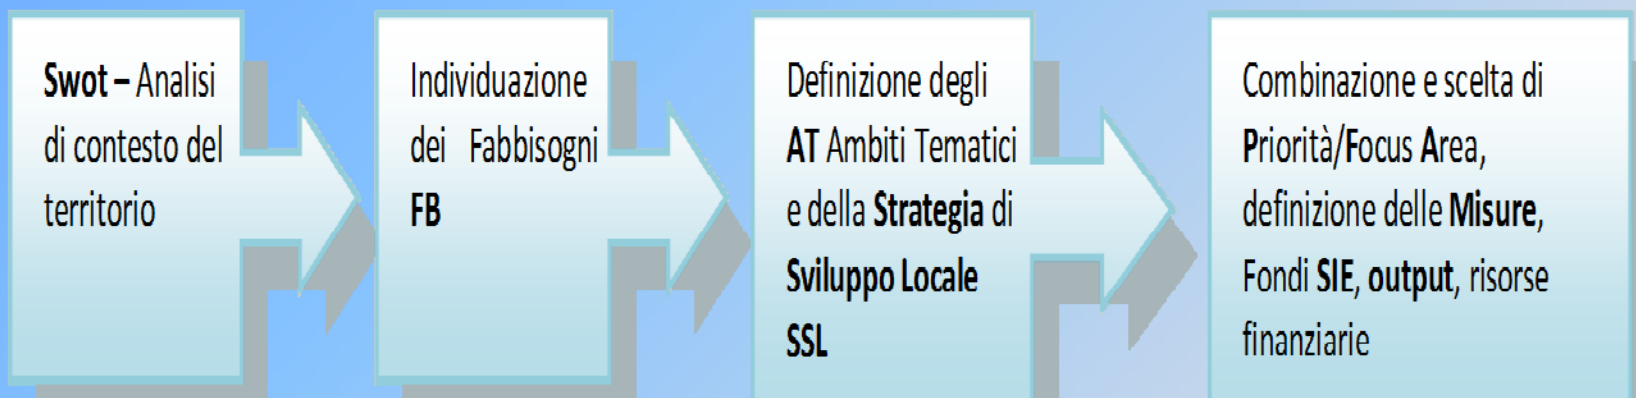 Swot – Analisi
di contesto del
territorio
Individuazione
dei Fabbisogni
FB
Definizione degli
AT Ambiti Tematici
e della Strategia di
Sviluppo Locale
SSL
Combinazione e scelta di
Priorità/Focus Area,
definizione delle Misure,
Fondi SIE, output, risorse
finanziarie